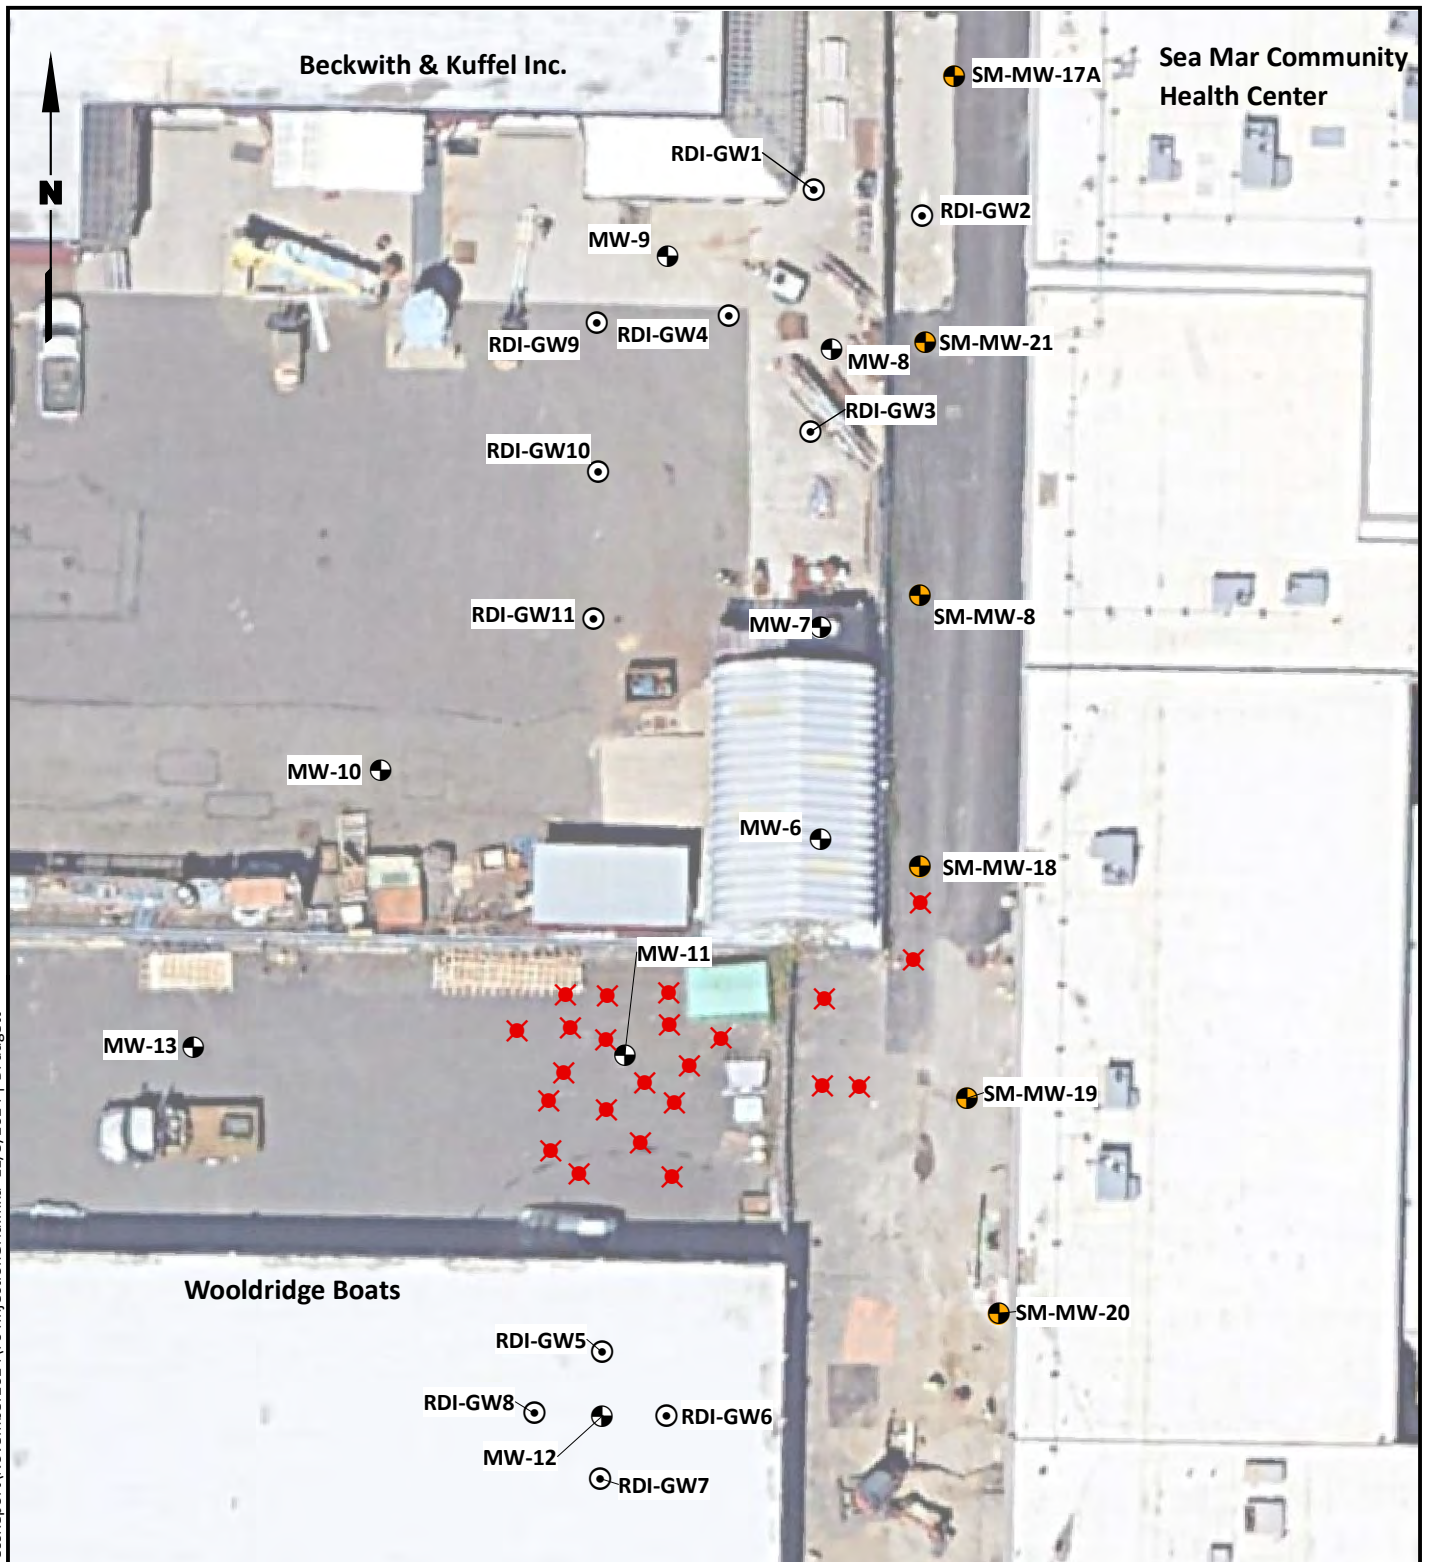 Beckwith & Kuffel Inc.
Sea Mar Community
Health Center
SM-MW-17A
RDI-GW1
N
RDI-GW2
MW-9
RDI-GW9
RDI-GW4
SM-MW-21
MW-8
RDI-GW3
RDI-GW10
RDI-GW11
MW-7
SM-MW-8
MW-10
MW-6
SM-MW-18
MW-11
MW-13
SM-MW-19
Wooldridge Boats
SM-MW-20
RDI-GW5
RDI-GW8
RDI-GW6
MW-12
RDI-GW7